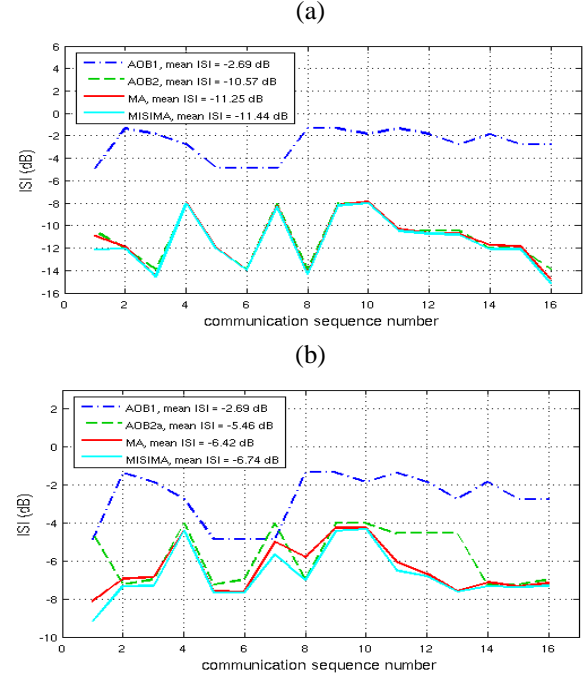 (a)
6
4
2
0
-2
-4
-6
-8
-10
-12
-14
-16
ISI (dB)
AOB1, mean ISI = -2.69 dB
AOB2, mean ISI = -10.57 dB
MA, mean ISI = -11.25 dB
MISIMA, mean ISI = -11.44 dB
0 2 4 6 8 10 12 14 16
communication sequence number
(b)
2
0
-2
-4
-6
-8
-10
ISI (dB)
AOB1, mean ISI = -2.69 dB
AOB2a, mean ISI = -5.46 dB
MA, mean ISI = -6.42 dB
MISIMA, mean ISI = -6.74 dB
0 2 4 6 8 10 12 14 16
communication sequence number